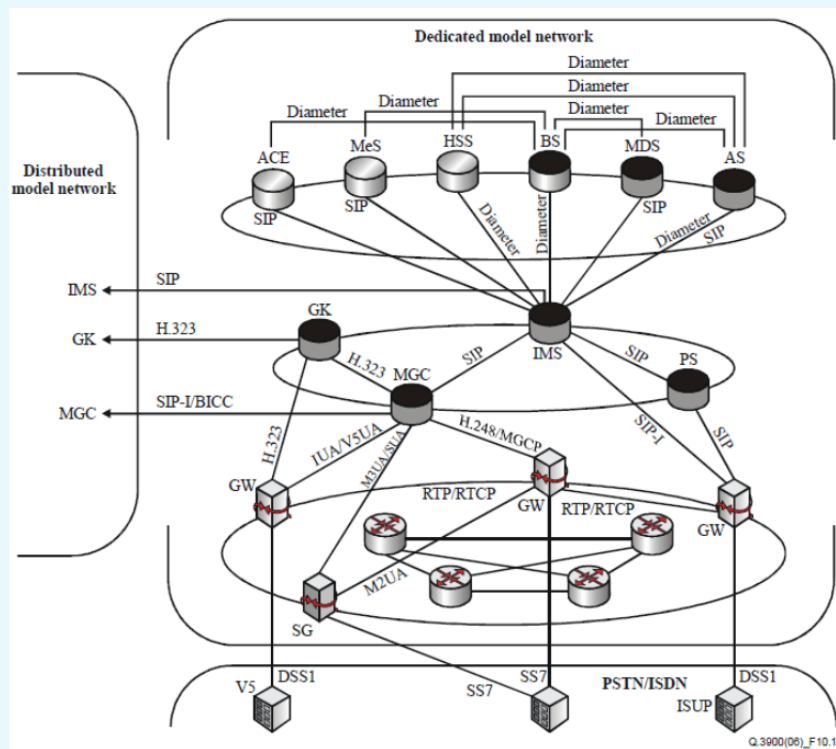 Dedicated model network
Diameter
Diameter
Diameter
Diameter
Diameter
Diameter
ACE
MeS
HSS
BS
MDS
AS
Distributed
model network
SIP
SIP
Diameter
Diameter
SIP
Diameter
SIP
IMS
SIP
GK
IMS
GK
H.323
H.323
MGC
SIP
SIP
PS
MGC
SIP-I/BICC
H.323
IUA/V5UA
M3UA/SUA
H.248/MGCP
SIP-I
SIP
GW
RTP/RTCP
GW
RTP/RTCP
GW
M2UA
SG
V5
DSS1
SS7
SS7
PSTN/ISDN
DSS1
ISUP
Q.3900(06)_F10.1